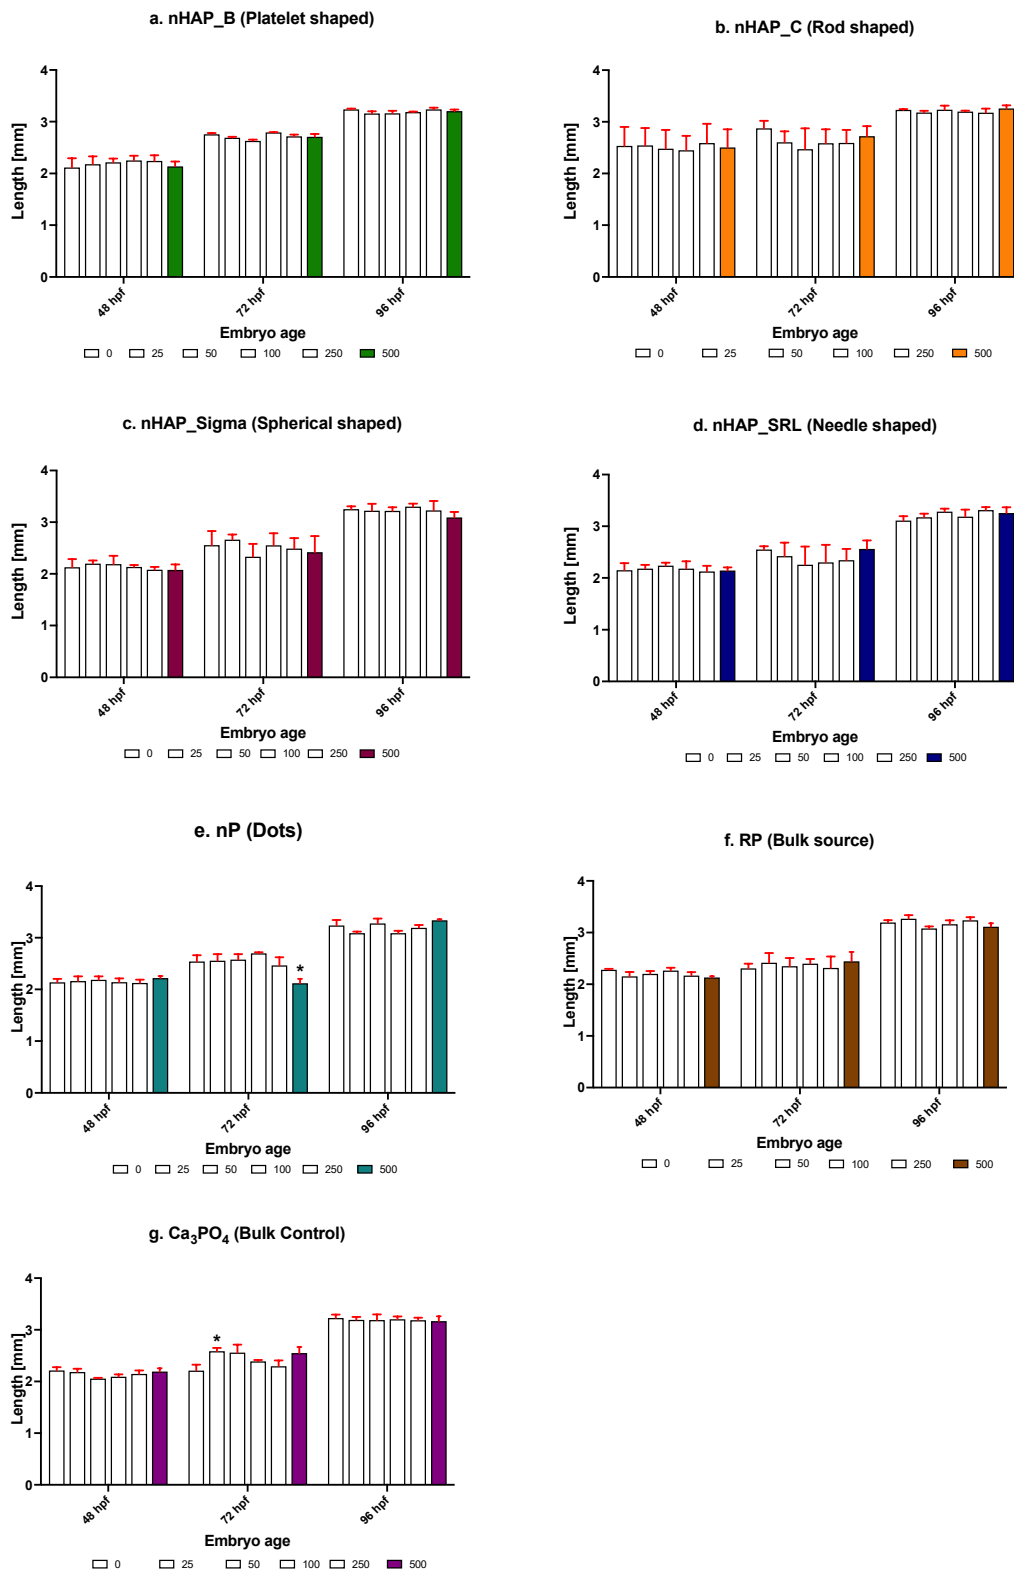 a. nHAP_B (Platelet shaped)
Length [mm]
4
3
2
1
0
48 hpf
72 hpf
96 hpf
Embryo age
0 25 50 100 250 500
b. nHAP_C (Rod shaped)
Length [mm]
4
3
2
1
0
48 hpf
72 hpf
96 hpf
Embryo age
0 25 50 100 250 500
c. nHAP_Sigma (Spherical shaped)
Length [mm]
4
3
2
1
0
48 hpf
72 hpf
96 hpf
Embryo age
0 25 50 100 250 500
d. nHAP_SRL (Needle shaped)
Length [mm]
4
3
2
1
0
48 hpf
72 hpf
96 hpf
Embryo age
0 25 50 100 250 500
e. nP (Dots)
Length [mm]
4
3
2
1
0
*
48 hpf
72 hpf
96 hpf
Embryo age
0 25 50 100 250 500
f. RP (Bulk source)
Length [mm]
4
3
2
1
0
48 hpf
72 hpf
96 hpf
Embryo age
0 25 50 100 250 500
g. Ca₃PO₄ (Bulk Control)
Length [mm]
4
3
2
1
0
*
48 hpf
72 hpf
96 hpf
Embryo age
0 25 50 100 250 500